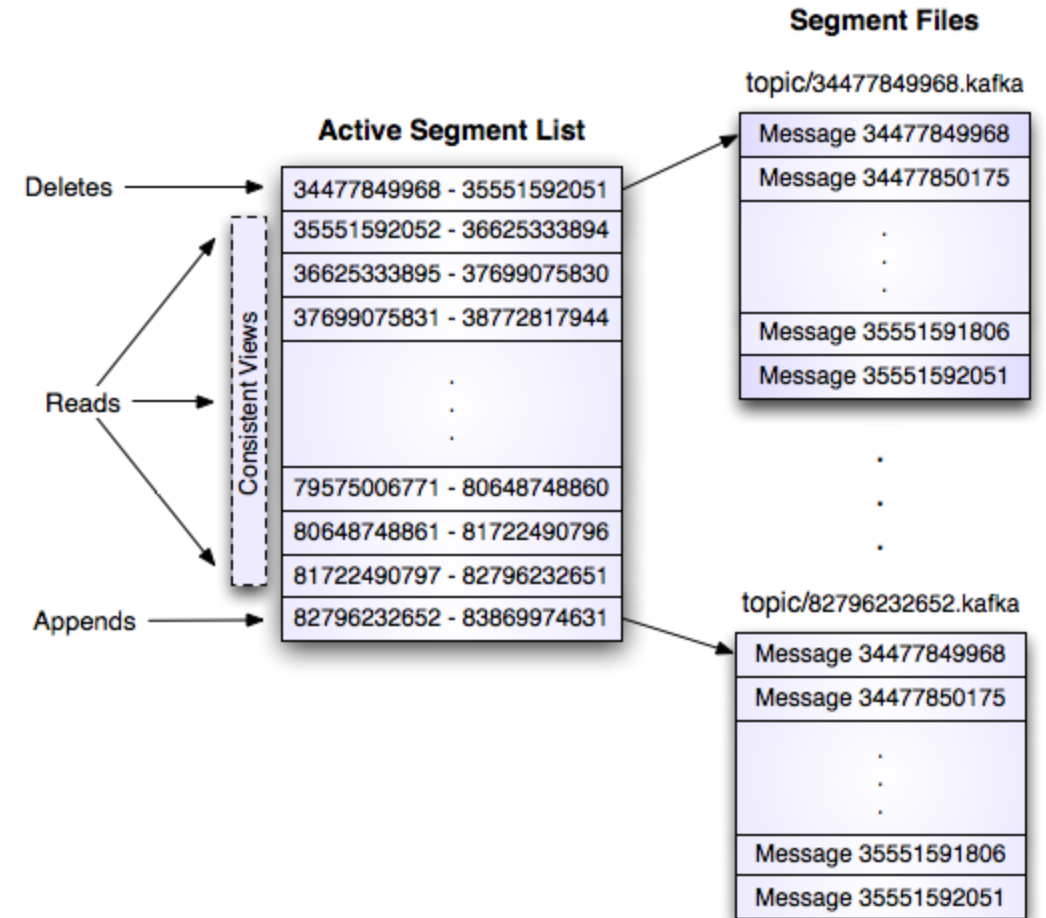 Segment Files
topic/34477849968.kafka
Message 34477849968
Message 34477850175
.
.
.
Message 35551591806
Message 35551592051
Active Segment List
Deletes
34477849968 - 35551592051
35551592052 - 36625333894
36625333895 - 37699075830
37699075831 - 38772817944
.
.
.
79575006771 - 80648748860
80648748861 - 81722490796
81722490797 - 82796232651
82796232652 - 83869974631
Consistent Views
Reads
Appends
.
.
.
topic/82796232652.kafka
Message 34477849968
Message 34477850175
.
.
.
Message 35551591806
Message 35551592051